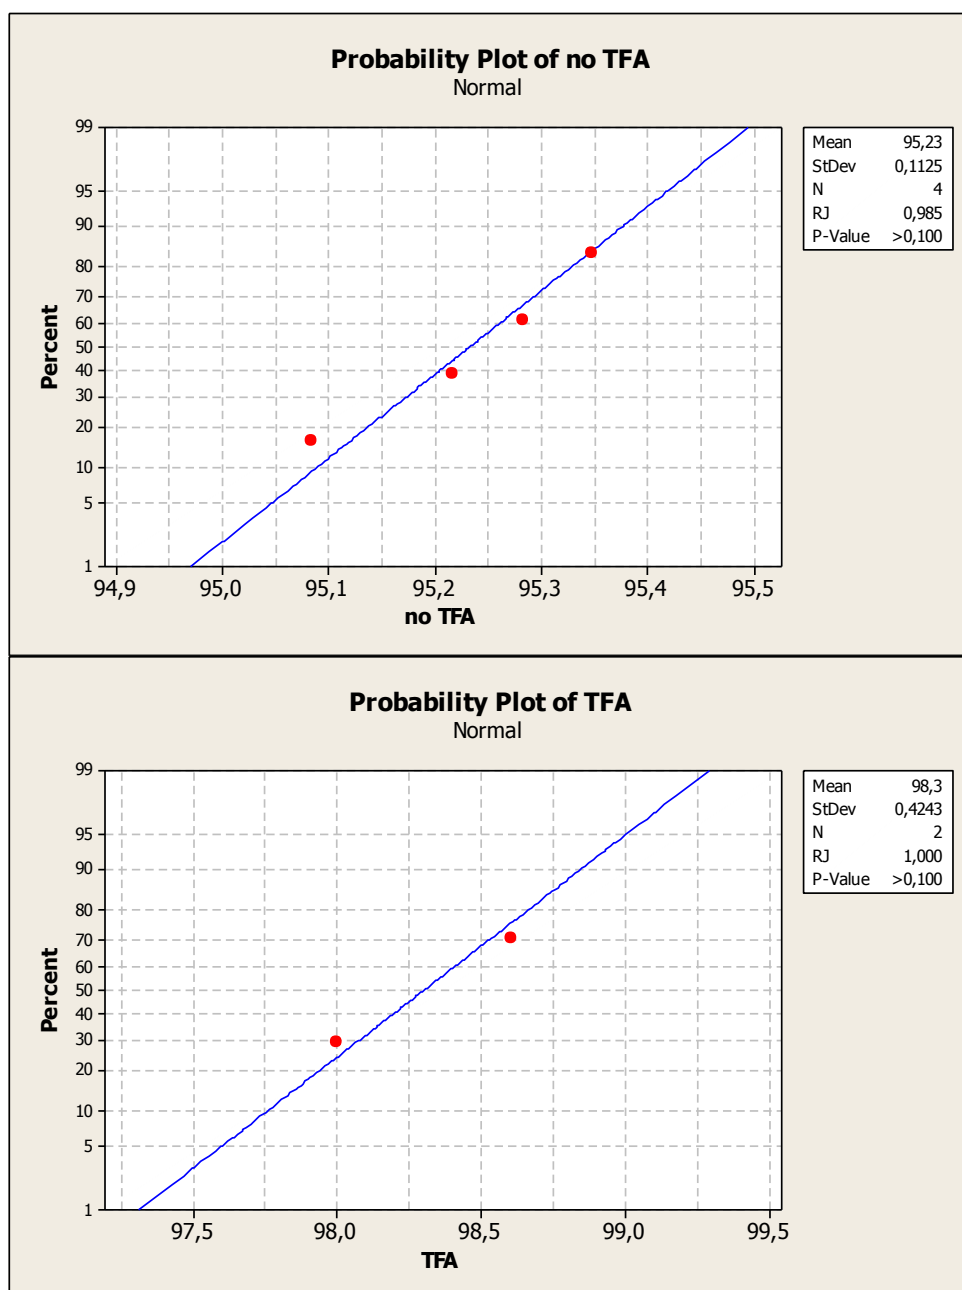 Probability Plot of no TFA
Normal
Mean 95,23
StDev 0,1125
N 4
RJ 0,985
P-Value >0,100
Percent
99
95
90
80
70
60
50
40
30
20
10
5
1
94,9 95,0 95,1 95,2 95,3 95,4 95,5
no TFA
Probability Plot of TFA
Normal
Mean 98,3
StDev 0,4243
N 2
RJ 1,000
P-Value >0,100
Percent
99
95
90
80
70
60
50
40
30
20
10
5
1
97,5 98,0 98,5 99,0 99,5
TFA